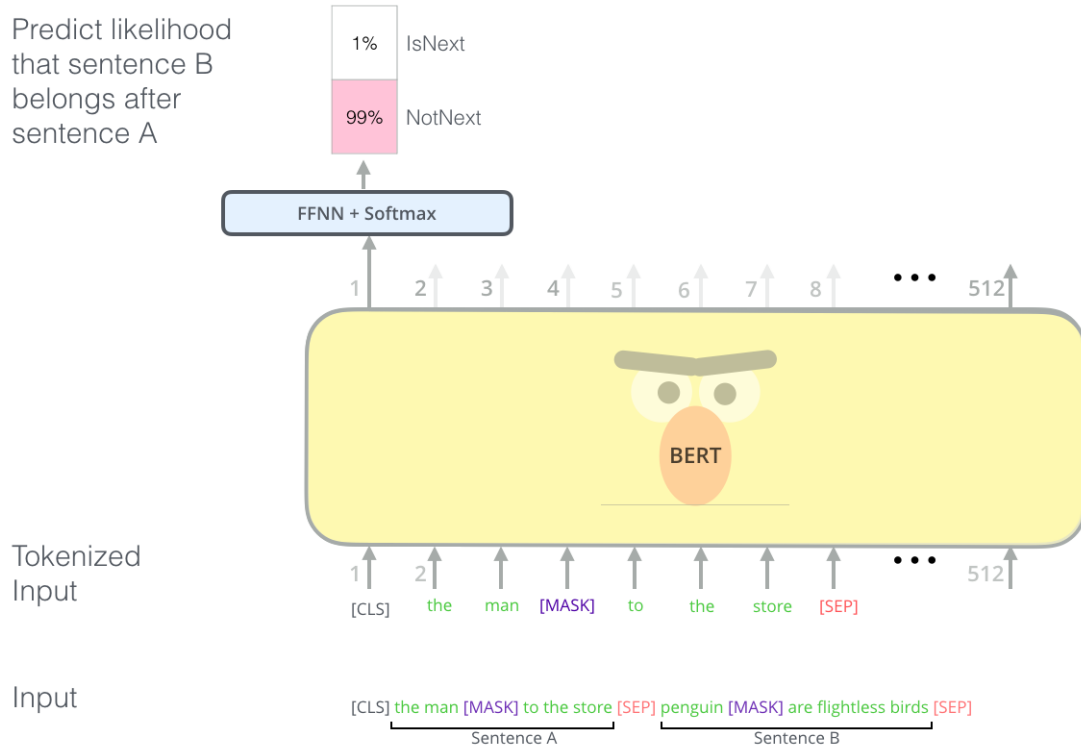 Predict likelihood
that sentence B
belongs after
sentence A
1% IsNext
99% NotNext
FFNN + Softmax
1 2 3 4 5 6 7 8 ••• 512
BERT
Tokenized
Input
1 2 ••• 512
[CLS] the man [MASK] to the store [SEP]
Input
[CLS] the man [MASK] to the store [SEP] penguin [MASK] are flightless birds [SEP]
Sentence A Sentence B